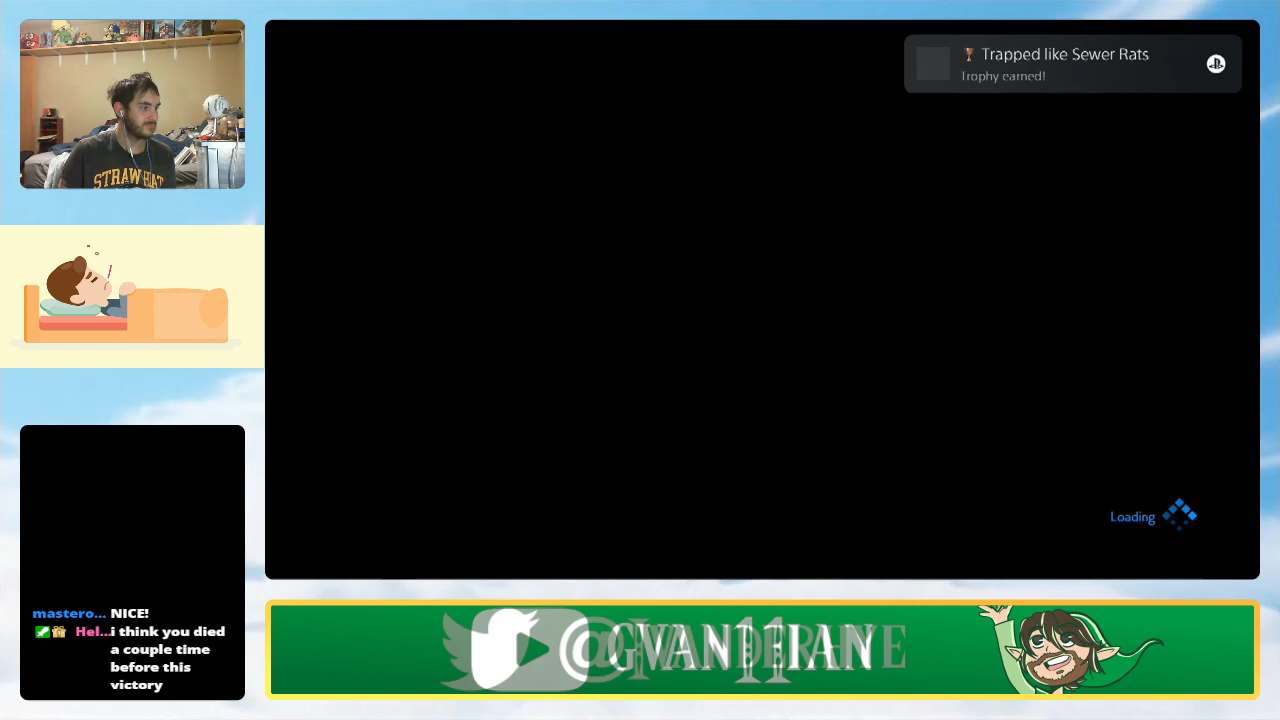 Trapped like Sewer Rats
Trophy earned!
STRAW HAT
Loading
mastero... NICE!
Hel... i think you died
a couple time
before this
victory